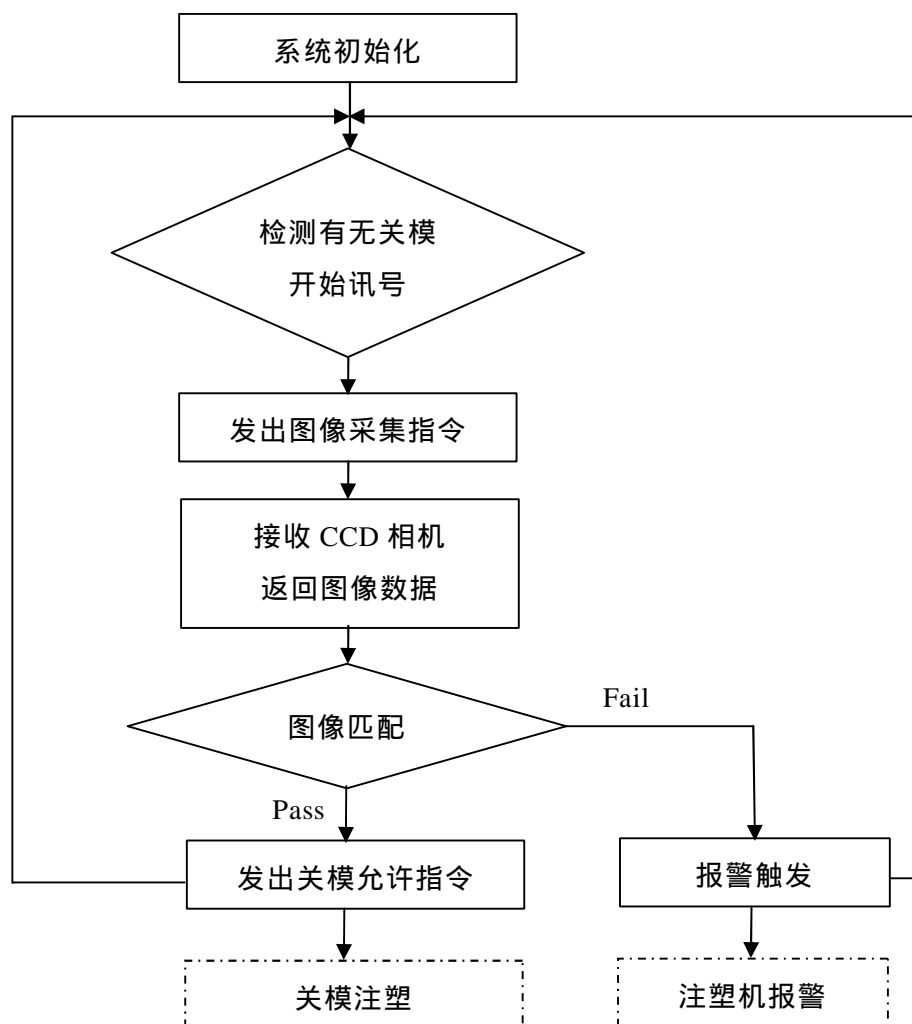 系统初始化
检测有无关模
开始讯号
发出图像采集指令
接收 CCD 相机
返回图像数据
图像匹配
Fail
Pass
发出关模允许指令
报警触发
关模注塑
注塑机报警